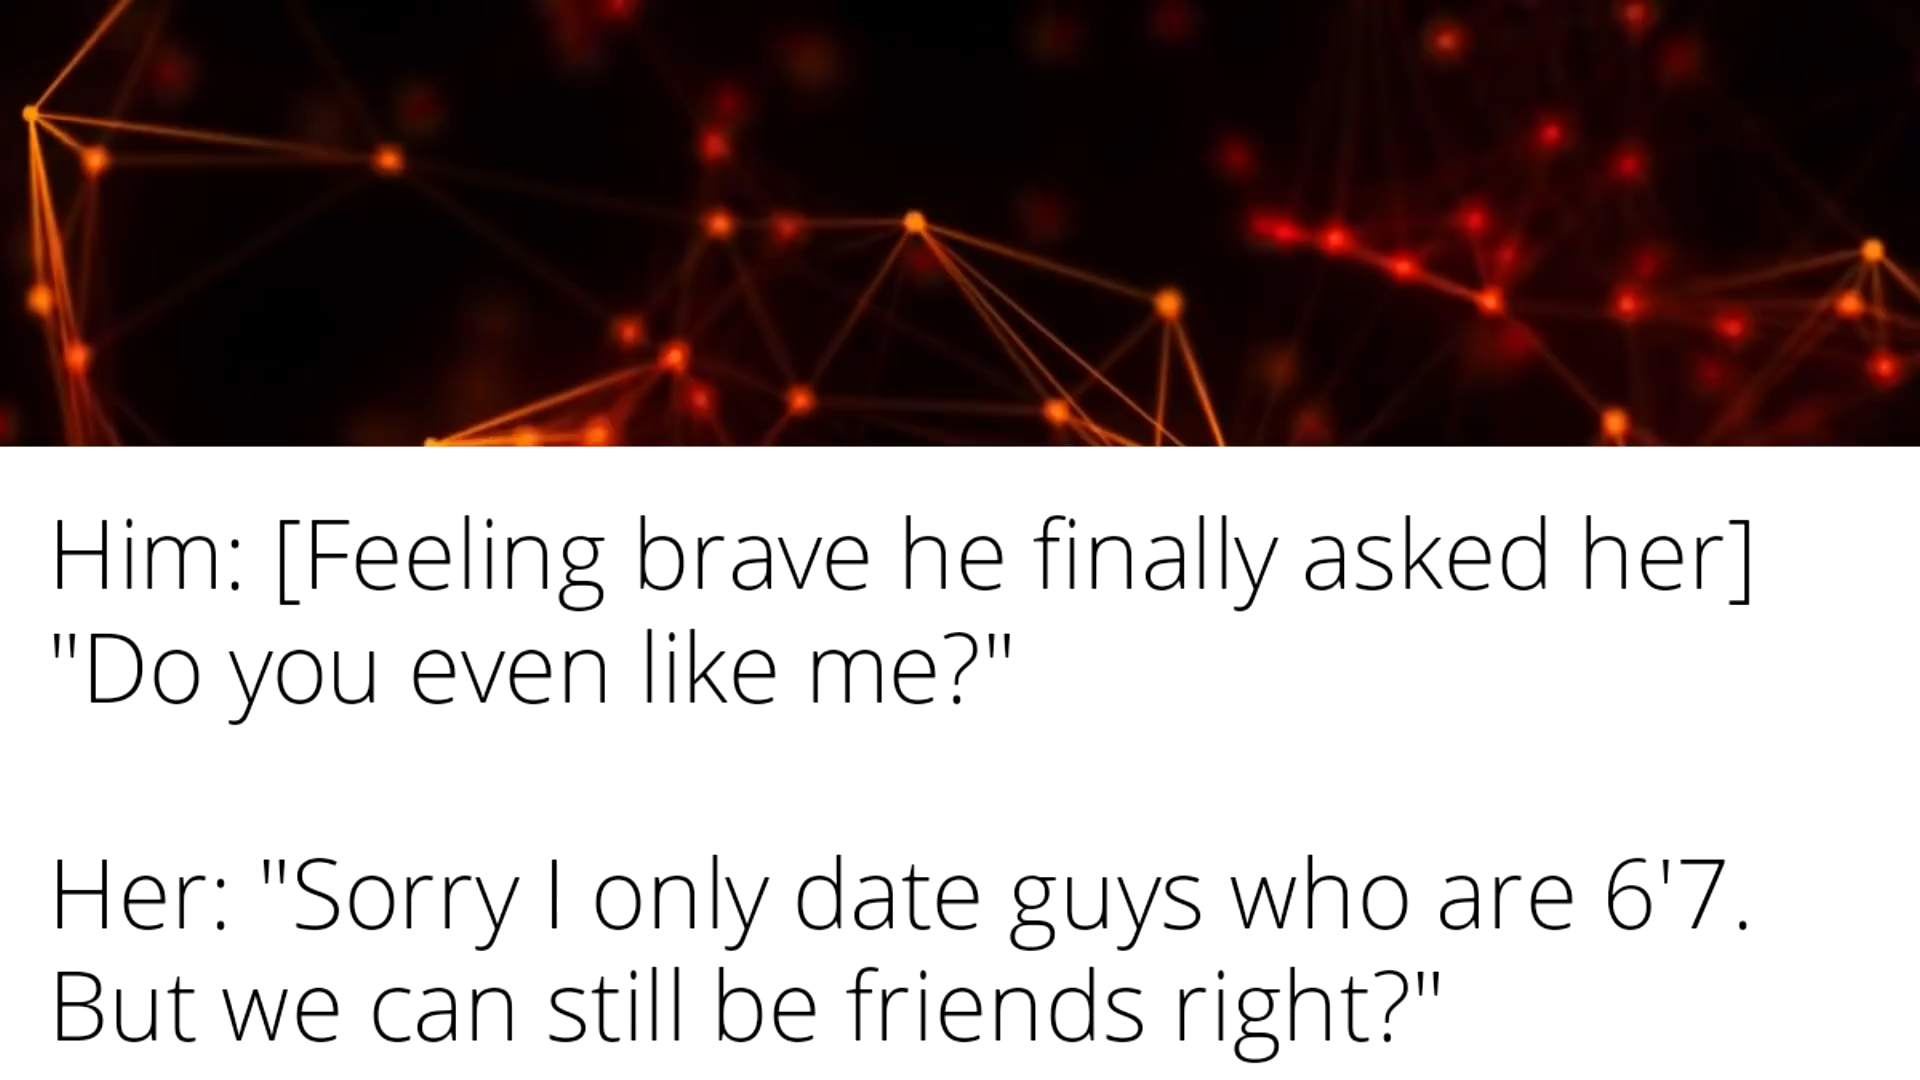 Him: [Feeling brave he finally asked her]
"Do you even like me?"
Her: "Sorry I only date guys who are 6'7.
But we can still be friends right?"